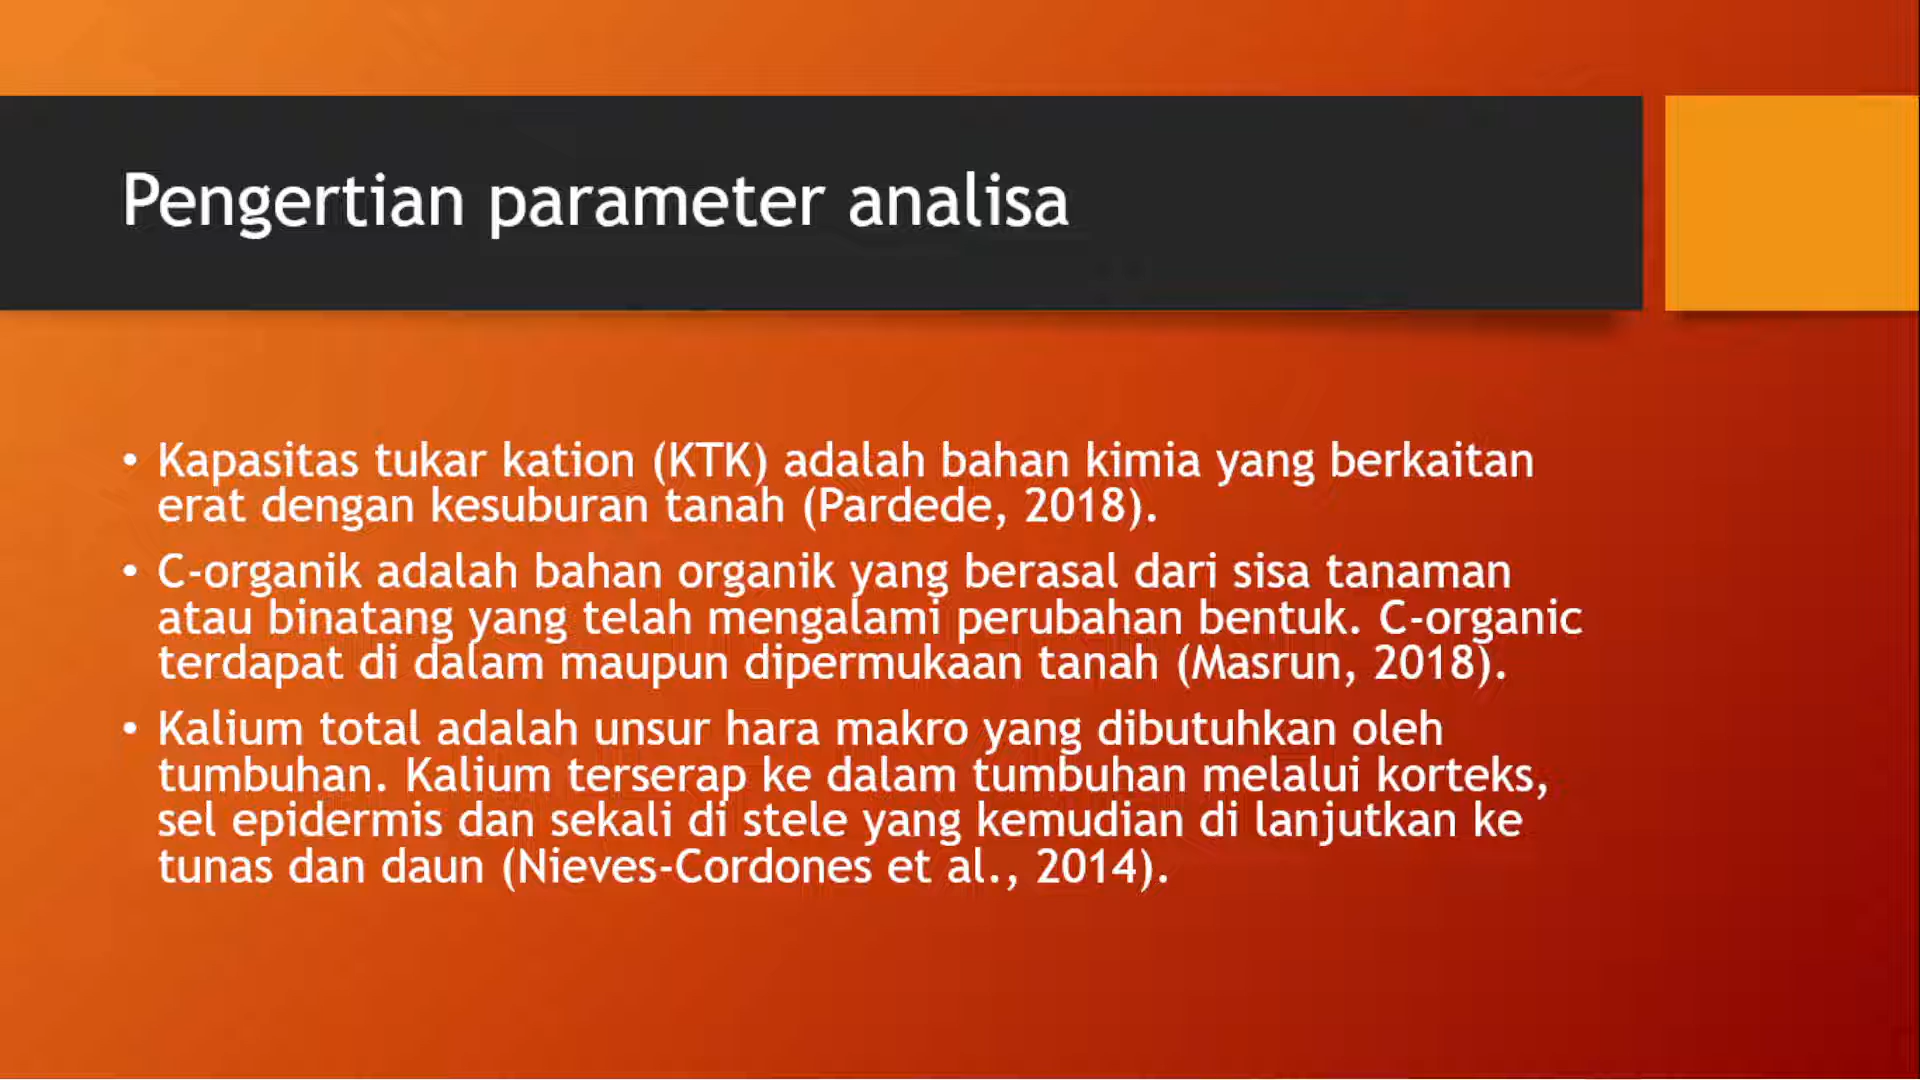 Pengertian parameter analisa
• Kapasitas tukar kation (KTK) adalah bahan kimia yang berkaitan
erat dengan kesuburan tanah (Pardede, 2018).
• C-organik adalah bahan organik yang berasal dari sisa tanaman
atau binatang yang telah mengalami perubahan bentuk. C-organic
terdapat di dalam maupun dipermukaan tanah (Masrun, 2018).
• Kalium total adalah unsur hara makro yang dibutuhkan oleh
tumbuhan. Kalium terserap ke dalam tumbuhan melalui korteks,
sel epidermis dan sekali di stele yang kemudian di lanjutkan ke
tunas dan daun (Nieves-Cordones et al., 2014).